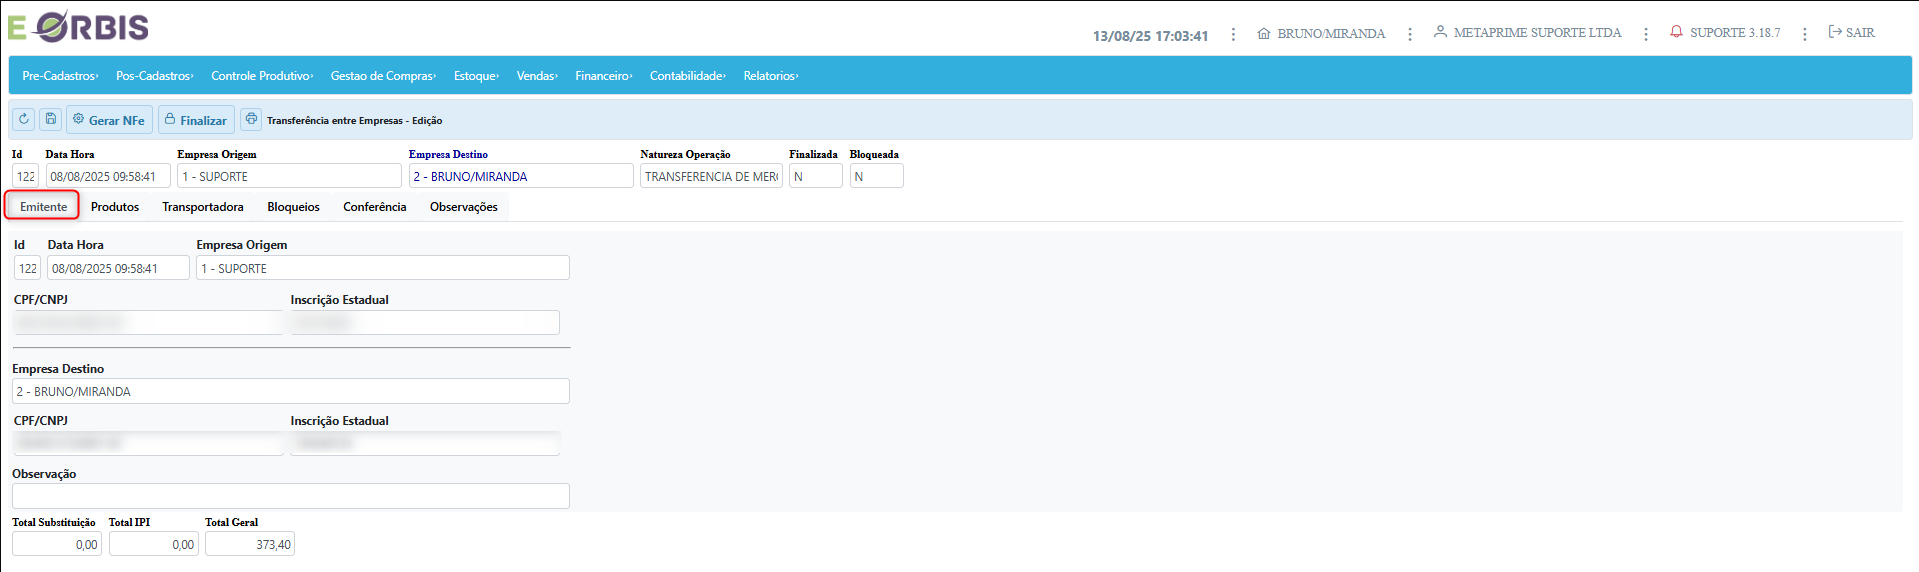 E-ORBIS
13/08/25 17:03:41 BRUNO/MIRANDA METAPRIME SUPORTE LTDA SUPORTE 3.18.7 SAIR
Pre-Cadastros Pos-Cadastros Controle Produtivo Gestao de Compras Estoque Vendas Financeiro Contabilidade Relatorios
Gerar NFe Finalizar Transferência entre Empresas - Edição
Id Data Hora Empresa Origem Empresa Destino Natureza Operação Finalizada Bloqueada
122 08/08/2025 09:58:41 1 - SUPORTE 2 - BRUNO/MIRANDA TRANSFERENCIA DE MER N N
Emitente Produtos Transportadora Bloqueios Conferência Observações
Id Data Hora Empresa Origem
122 08/08/2025 09:58:41 1 - SUPORTE
CPF/CNPJ Inscrição Estadual
Empresa Destino
2 - BRUNO/MIRANDA
CPF/CNPJ Inscrição Estadual
Observação
Total Substituição Total IPI Total Geral
0,00 0,00 373,40